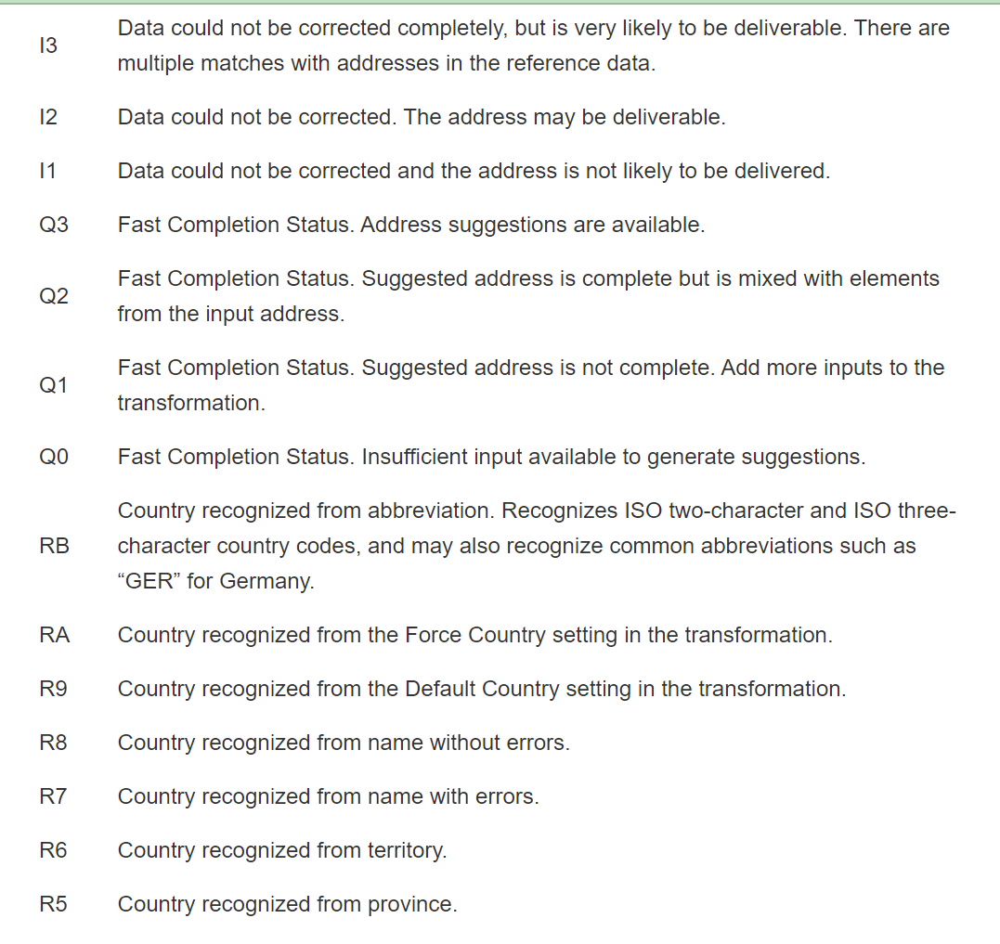 I3 Data could not be corrected completely, but is very likely to be deliverable. There are
multiple matches with addresses in the reference data.
I2 Data could not be corrected. The address may be deliverable.
I1 Data could not be corrected and the address is not likely to be delivered.
Q3 Fast Completion Status. Address suggestions are available.
Q2 Fast Completion Status. Suggested address is complete but is mixed with elements
from the input address.
Q1 Fast Completion Status. Suggested address is not complete. Add more inputs to the
transformation.
Q0 Fast Completion Status. Insufficient input available to generate suggestions.
RB Country recognized from abbreviation. Recognizes ISO two-character and ISO three-
character country codes, and may also recognize common abbreviations such as
“GER” for Germany.
RA Country recognized from the Force Country setting in the transformation.
R9 Country recognized from the Default Country setting in the transformation.
R8 Country recognized from name without errors.
R7 Country recognized from name with errors.
R6 Country recognized from territory.
R5 Country recognized from province.